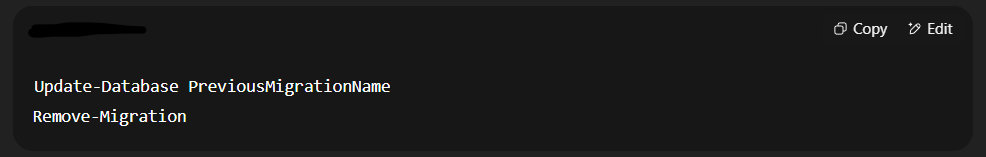 Copy Edit
Update-Database PreviousMigrationName
Remove-Migration